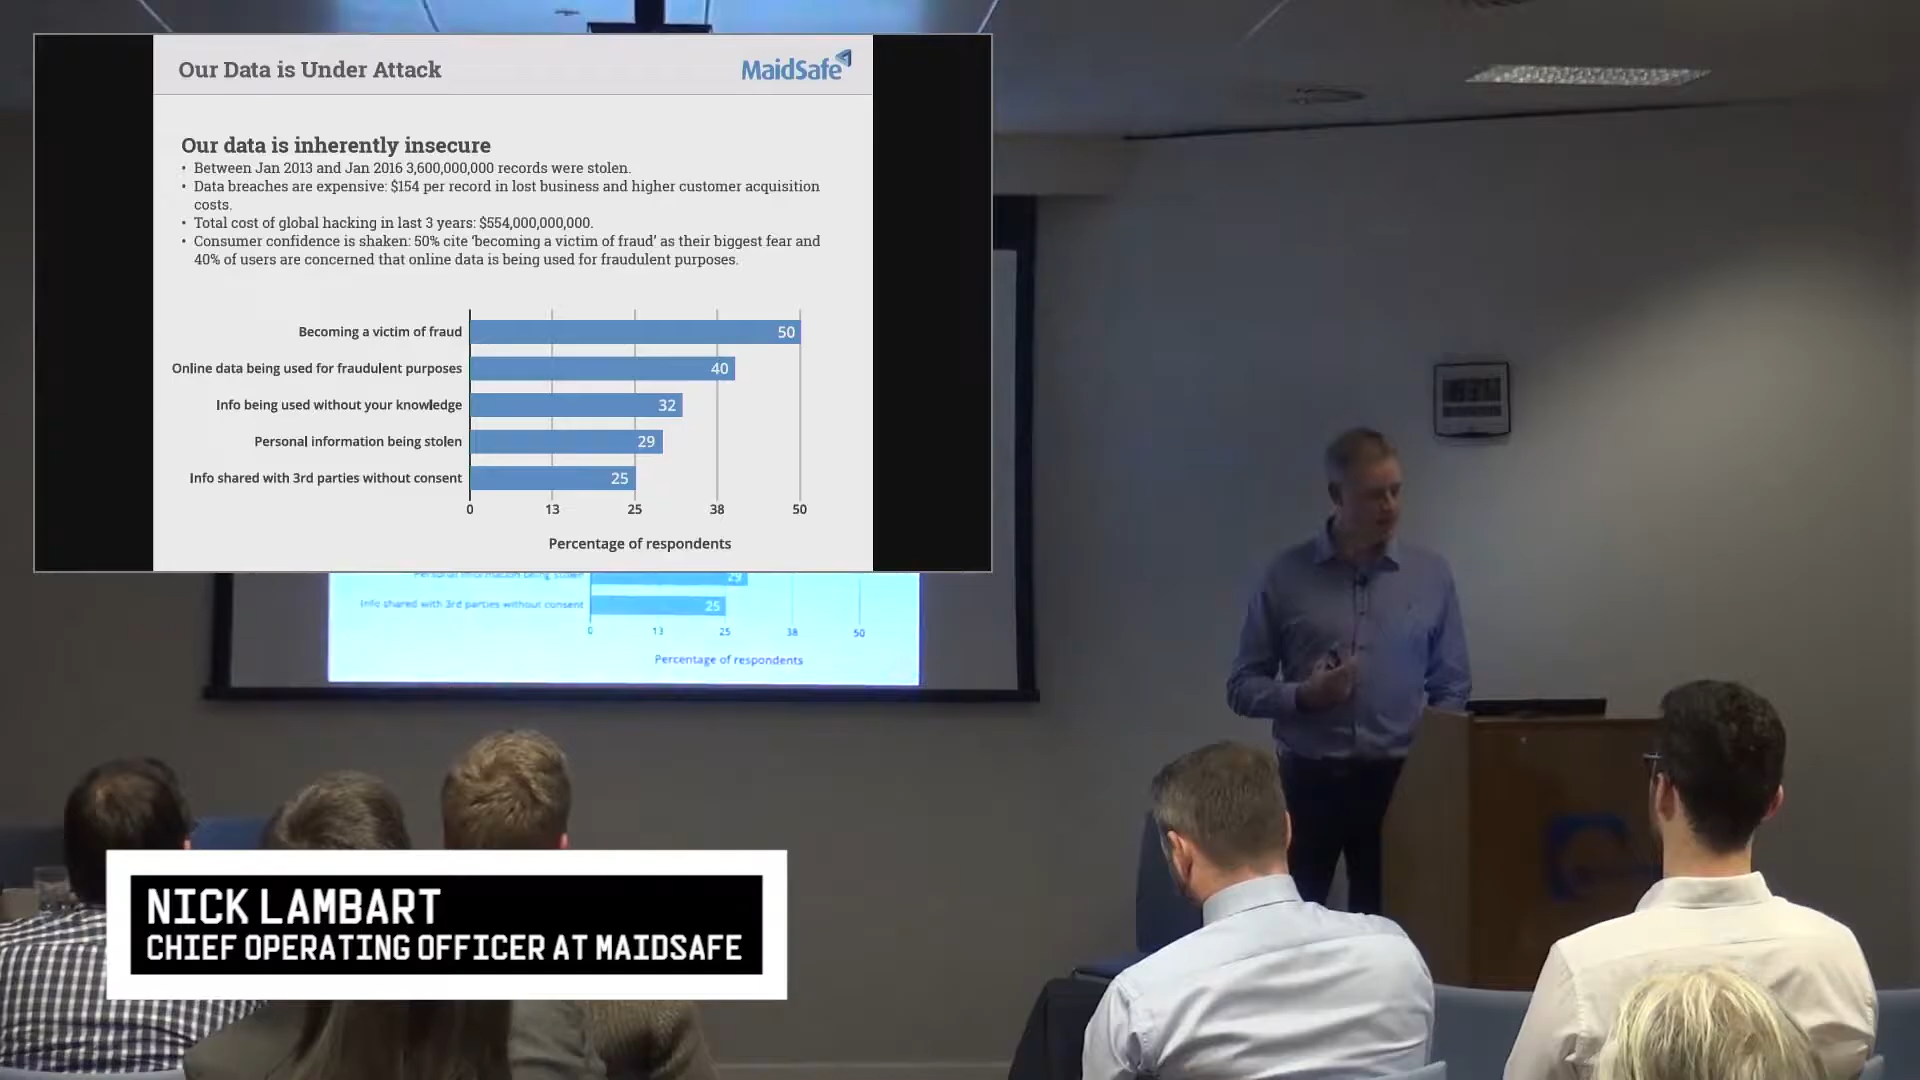 Our Data is Under Attack
MaidSafe
Our data is inherently insecure
• Between Jan 2013 and Jan 2016 3,600,000,000 records were stolen.
• Data breaches are expensive: $154 per record in lost business and higher customer acquisition
costs.
• Total cost of global hacking in last 3 years: $554,000,000,000.
• Consumer confidence is shaken: 50% cite ‘becoming a victim of fraud’ as their biggest fear and
40% of users are concerned that online data is being used for fraudulent purposes.
Becoming a victim of fraud 50
Online data being used for fraudulent purposes 40
Info being used without your knowledge 32
Personal information being stolen 29
Info shared with 3rd parties without consent 25
0 13 25 38 50
Percentage of respondents
Personal information being stolen 29
Info shared with 3rd parties without consent 25
0 13 25 38 50
Percentage of respondents
NICK LAMBART
CHIEF OPERATING OFFICER AT MAIDSAFE